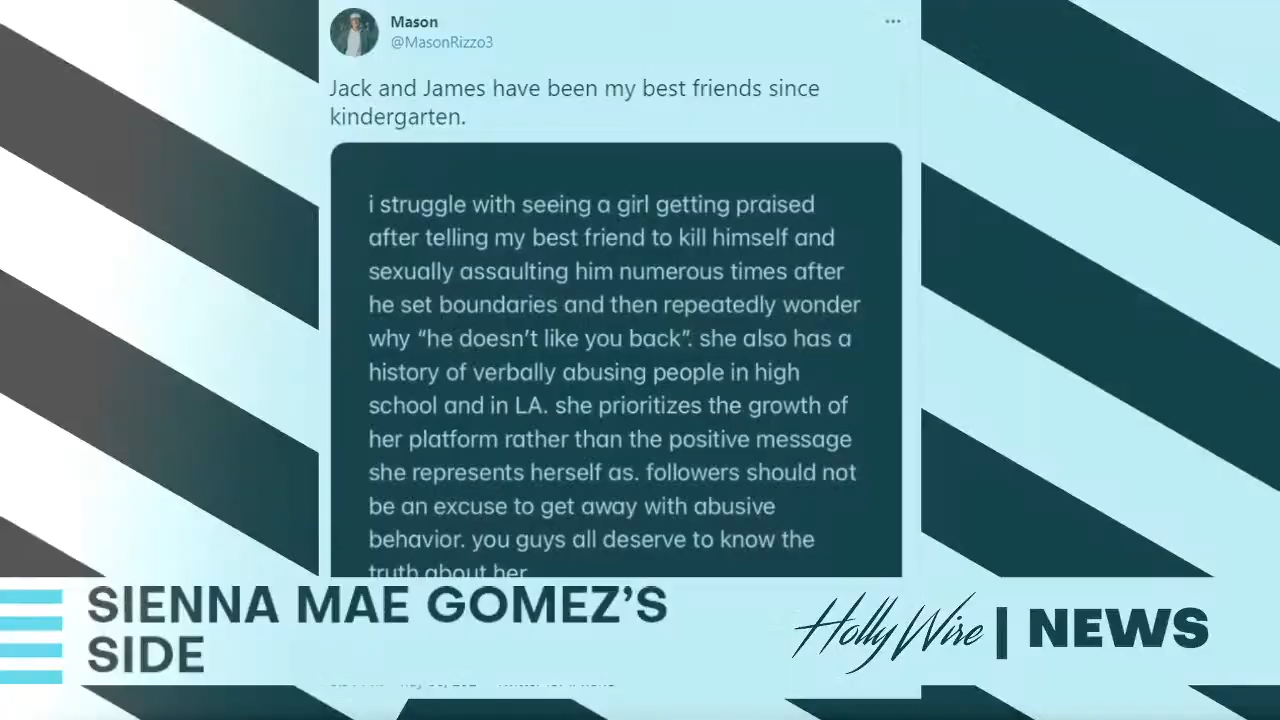 Mason
@MasonRizzo3
Jack and James have been my best friends since
kindergarten.
i struggle with seeing a girl getting praised
after telling my best friend to kill himself and
sexually assaulting him numerous times after
he set boundaries and then repeatedly wonder
why “he doesn’t like you back”. she also has a
history of verbally abusing people in high
school and in LA. she prioritizes the growth of
her platform rather than the positive message
she represents herself as. followers should not
be an excuse to get away with abusive
behavior. you guys all deserve to know the
truth about her
SIENNA MAE GOMEZ’S
SIDE
HollyWire | NEWS